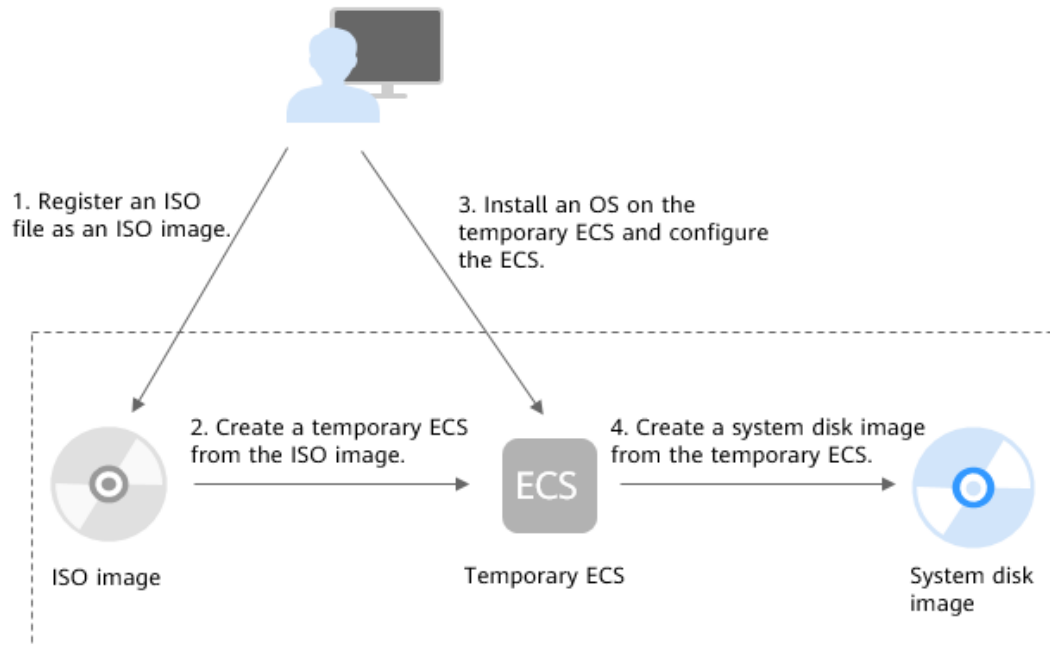 1. Register an ISO
file as an ISO image.
3. Install an OS on the
temporary ECS and configure
the ECS.
2. Create a temporary ECS
from the ISO image.
4. Create a system disk image
from the temporary ECS.
ECS
ISO image
Temporary ECS
System disk
image